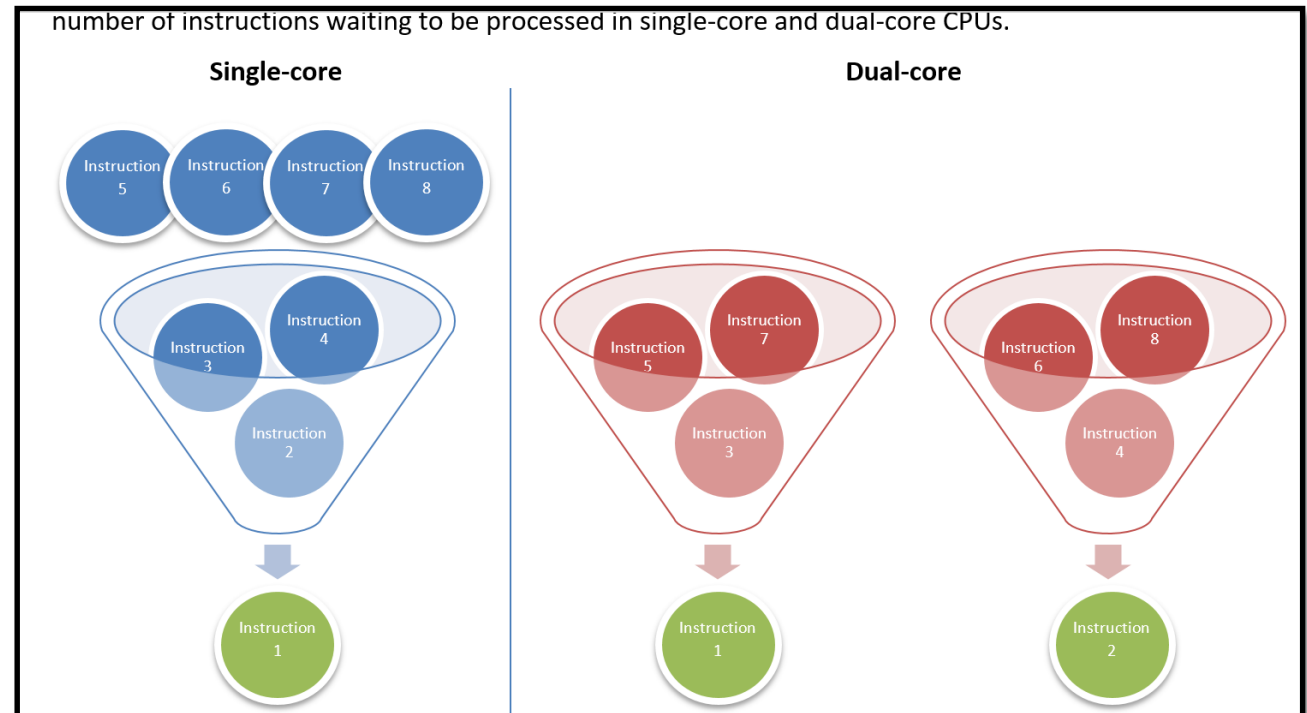 number of instructions waiting to be processed in single-core and dual-core CPUs.
Single-core
Dual-core
Instruction
5
Instruction
6
Instruction
7
Instruction
8
Instruction
3
Instruction
4
Instruction
2
Instruction
1
Instruction
5
Instruction
7
Instruction
3
Instruction
1
Instruction
6
Instruction
8
Instruction
4
Instruction
2